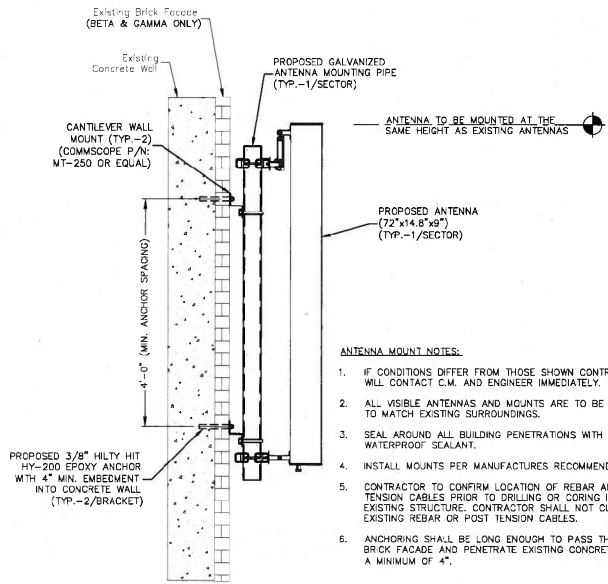 Existing Brick Facade
(BETA & GAMMA ONLY)
Existing
Concrete Wall
PROPOSED GALVANIZED
ANTENNA MOUNTING PIPE
(TYP.-1/SECTOR)
ANTENNA TO BE MOUNTED AT THE
SAME HEIGHT AS EXISTING ANTENNAS
CANTILEVER WALL
MOUNT (TYP.-2)
(COMMSCOPE P/N:
MT-250 OR EQUAL)
PROPOSED ANTENNA
(72"x14.8"x9")
(TYP.-1/SECTOR)
4'-0" (MIN. ANCHOR SPACING)
PROPOSED 3/8" HILTY HIT
HY-200 EPOXY ANCHOR
WITH 4" MIN. EMBEDMENT
INTO CONCRETE WALL
(TYP.-2/BRACKET)
ANTENNA MOUNT NOTES:
1. IF CONDITIONS DIFFER FROM THOSE SHOWN
WILL CONTACT C.M. AND ENGINEER IMMEDIATELY.
2. ALL VISIBLE ANTENNAS AND MOUNTS ARE TO BE
TO MATCH EXISTING SURROUNDINGS.
3. SEAL AROUND ALL BUILDING PENETRATIONS WITH
WATERPROOF SEALANT.
4. INSTALL MOUNTS PER MANUFACTURES
5. CONTRACTOR TO CONFIRM LOCATION OF REBAR
TENSION CABLES PRIOR TO DRILLING OR CORING
EXISTING STRUCTURE. CONTRACTOR SHALL NOT
EXISTING REBAR OR POST TENSION CABLES.
6. ANCHORING SHALL BE LONG ENOUGH TO PASS
BRICK FACADE AND PENETRATE EXISTING
A MINIMUM OF 4".